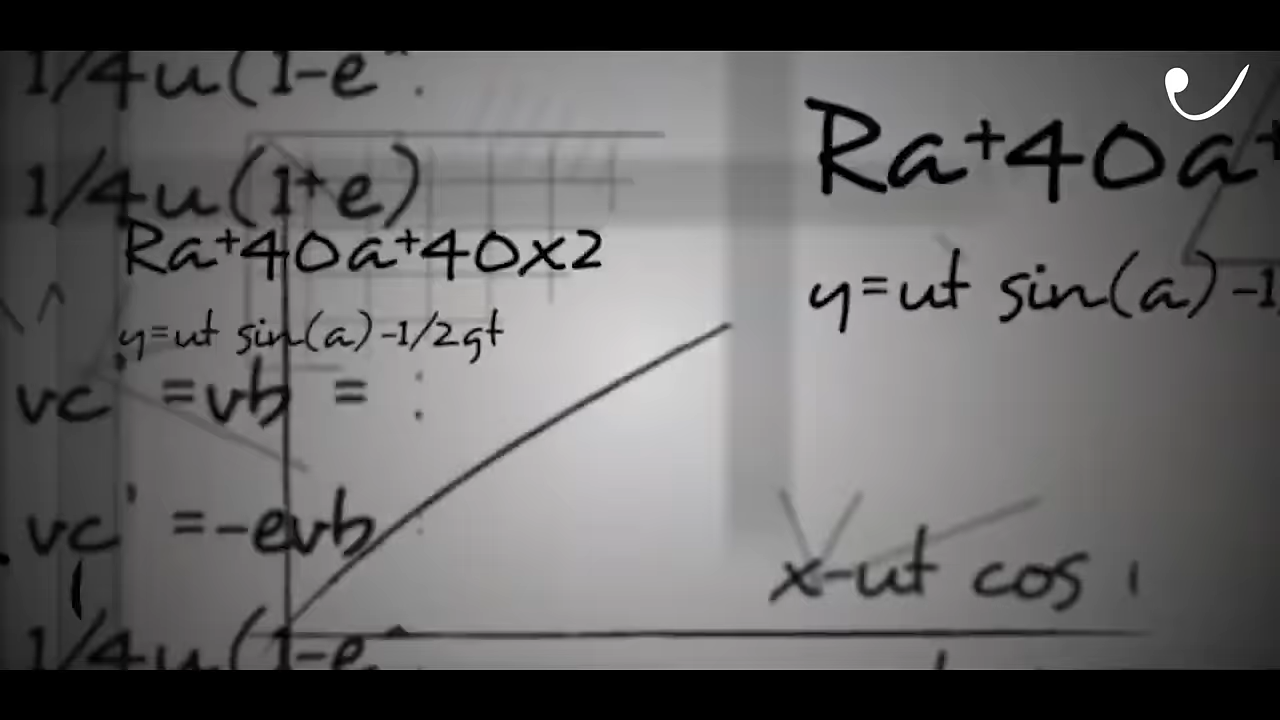 1/4u(1-e
1/4u(1+e)
Ra+40a+40x2
y=ut sin(a)-1/2gt
vc' =vb =
vc' =-evb
1/4u(1-e
Ra+40a+
y=ut sin(a)-1
x-ut cos